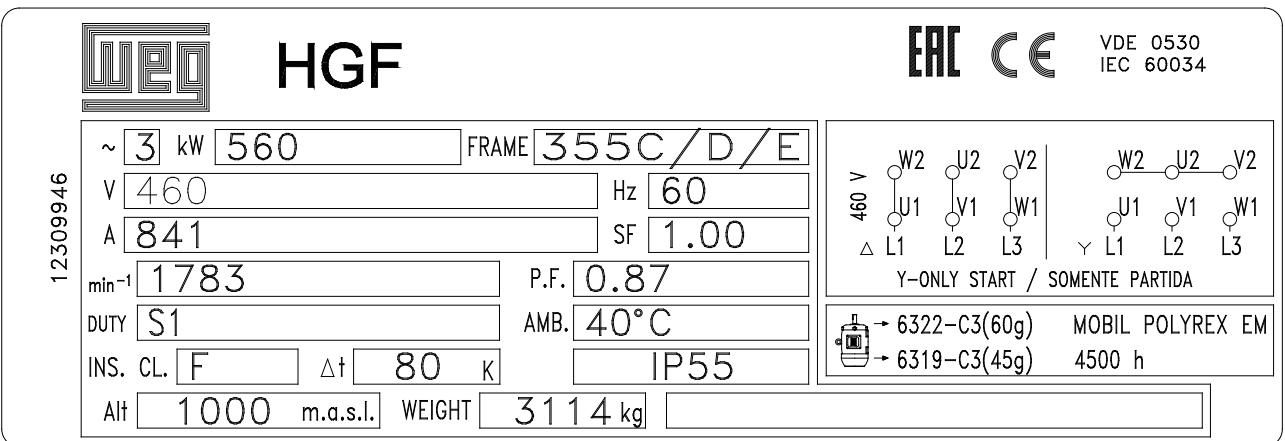 WEG HGF EAC CE VDE 0530
IEC 60034
12309946
~ 3 kW 560 FRAME 355C/D/E
V 460 Hz 60
A 841 SF 1.00
min⁻¹ 1783 P.F. 0.87
DUTY S1 AMB. 40°C
INS. CL. F Δt 80 K IP55
Alt 1000 m.a.s.l. WEIGHT 3114 kg
460 V
W2 U2 V2 W2 U2 V2
U1 V1 W1 U1 V1 W1
Δ L1 L2 L3 Y L1 L2 L3
Y-ONLY START / SOMENTE PARTIDA
→ 6322-C3(60g) MOBIL POLYREX EM
→ 6319-C3(45g) 4500 h